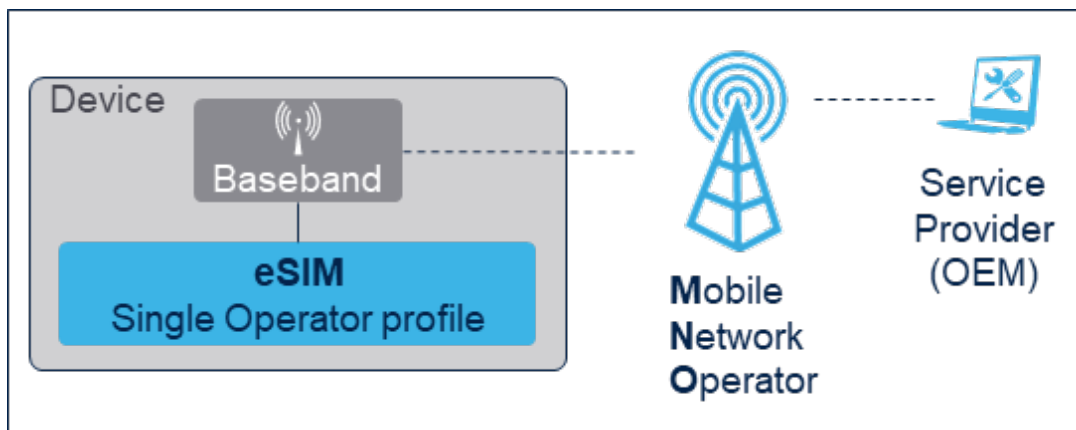 Device
Baseband
eSIM
Single Operator profile
Mobile
Network
Operator
Service
Provider
(OEM)